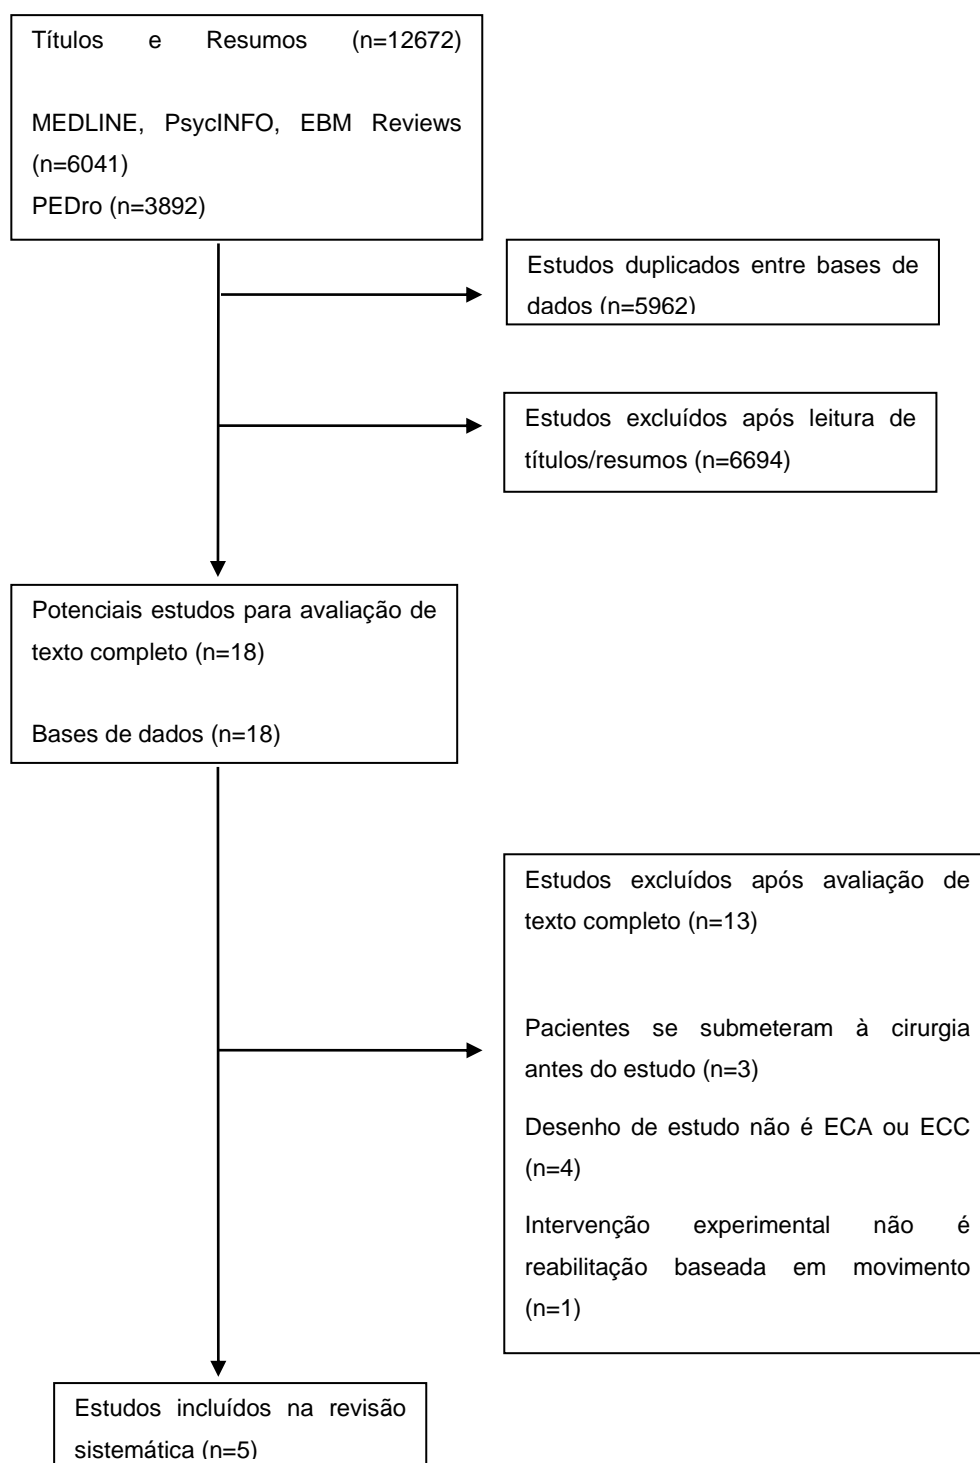 Títulos e Resumos (n=12672)
MEDLINE, PsycINFO, EBM Reviews
(n=6041)
PEDro (n=3892)
Estudos duplicados entre bases de
dados (n=5962)
Estudos excluídos após leitura de
títulos/resumos (n=6694)
Potenciais estudos para avaliação de
texto completo (n=18)
Bases de dados (n=18)
Estudos excluídos após avaliação de
texto completo (n=13)
Pacientes se submeteram à cirurgia
antes do estudo (n=3)
Desenho de estudo não é ECA ou ECC
(n=4)
Intervenção experimental não é
reabilitação baseada em movimento
(n=1)
Estudos incluídos na revisão
sistemática (n=5)